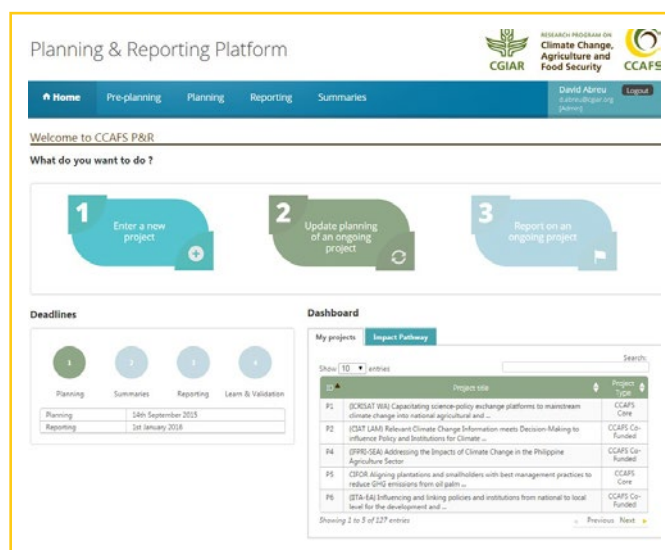 Planning & Reporting Platform
CGIAR
RESEARCH PROGRAM ON
Climate Change,
Agriculture and
Food Security
CCAFS
Home Pre-planning Planning Reporting Summaries
David Abreu Logout
d.abreu@cgiar.org
[Admin]
Welcome to CCAFS P&R
What do you want to do ?
1
Enter a new
project
2
Update planning
of an ongoing
project
3
Report on an
ongoing project
Deadlines
1 2 3 4
Planning Summaries Reporting Learn & Validation
Planning 14th September 2015
Reporting 1st January 2016
Dashboard
My projects Impact Pathway
Search:
Show 10 entries
ID Project title Project
Type
P1 (ICRISAT WA) Capacitating science-policy exchange platforms to mainstream
climate change into national agricultural and ... CCAFS
Core
P2 (CIAT LAM) Relevant Climate Change Information meets Decision-Making to
influence Policy and Institutions for Climate ... CCAFS Co-
Funded
P4 (IFPRI-SEA) Addressing the Impacts of Climate Change in the Philippine
Agriculture Sector CCAFS Co-
Funded
P5 CIFOR Aligning plantations and smallholders with best management practices to
reduce GHG emissions from oil palm ... CCAFS
Core
P6 (IITA-EA) Influencing and linking policies and institutions from national to local
level for the development and ... CCAFS Co-
Funded
Showing 1 to 5 of 127 entries
Previous Next